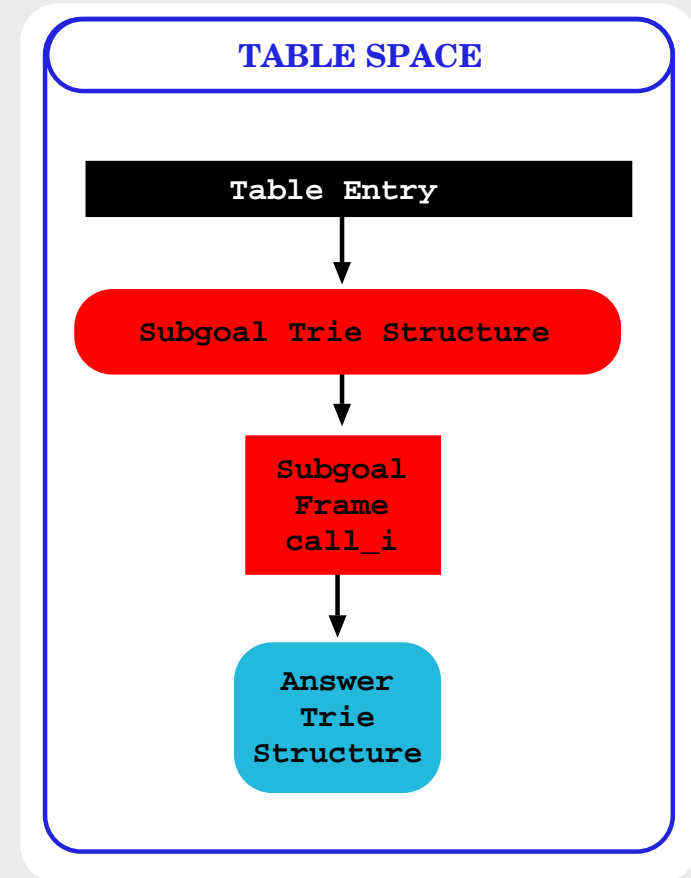 TABLE SPACE
Table Entry
Subgoal Trie Structure
Subgoal
Frame
call_i
Answer
Trie
Structure